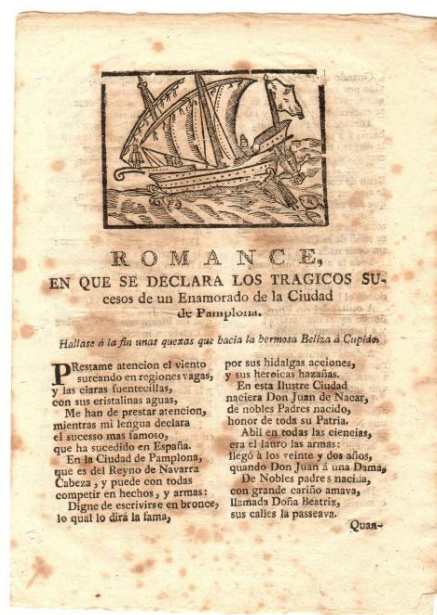 ROMANCE,
EN QUE SE DECLARA LOS TRAGICOS SU-
cesos de un Enamorado de la Ciudad
de Pamplona.
Hallase á la fin unas quexas que hacia la hermosa Beliza á Cupido.
PRestame atencion el viento
surcando en regiones vagas,
y las claras fuentecillas,
con sus cristalinas aguas,
Me han de prestar atencion,
mientras mi lengua declara
el sucesso mas famoso,
que ha sucedido en España.
En la Ciudad de Pamplona,
que es del Reyno de Navarra
Cabeza, y puede con todas
competir en hechos, y armas:
Digne de escrivirse en bronce,
lo qual lo dirá la fama,
por sus hidalgas acciones,
y sus heroicas hazañas.
En esta Ilustre Ciudad
naciera Don Juan de Nacar,
de nobles Padres nacido,
honor de toda su Patria.
Abil en todas las ciencias,
era el lauro las armas:
llegó á los veinte y dos años,
quando Don Juan á una Dama,
De Nobles padres nacida,
con grande cariño amava,
llamada Doña Beatriz,
sus calles la passeava.
Quan-